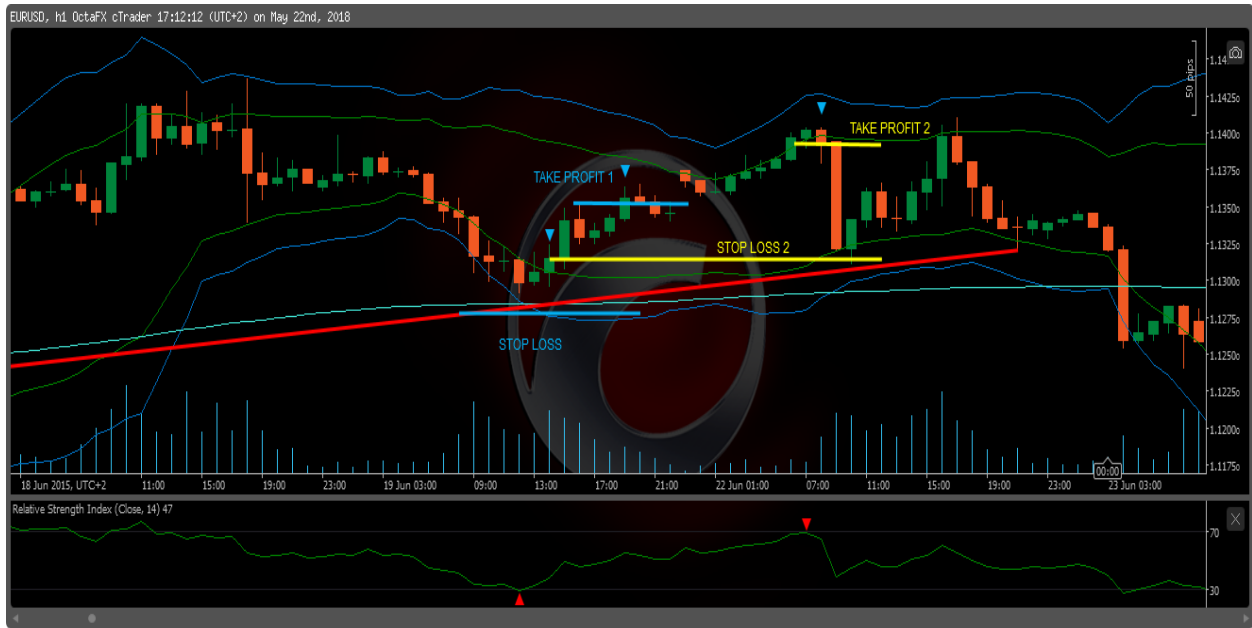 EURUSD, h1 OctaFX cTrader 17:12:12 (UTC+2) on May 22nd, 2018
50 pips
1.1425
TAKE PROFIT 2
1.1400
TAKE PROFIT 1
1.1375
1.1350
STOP LOSS 2
1.1325
1.1300
STOP LOSS
1.1275
1.1250
1.1225
1.1200
1.1175
00:00
18 Jun 2015, UTC+2 11:00 15:00 19:00 23:00 19 Jun 03:00 09:00 13:00 17:00 21:00 22 Jun 01:00 07:00 11:00 15:00 19:00 23:00 23 Jun 03:00
Relative Strength Index (Close, 14) 47
70
30